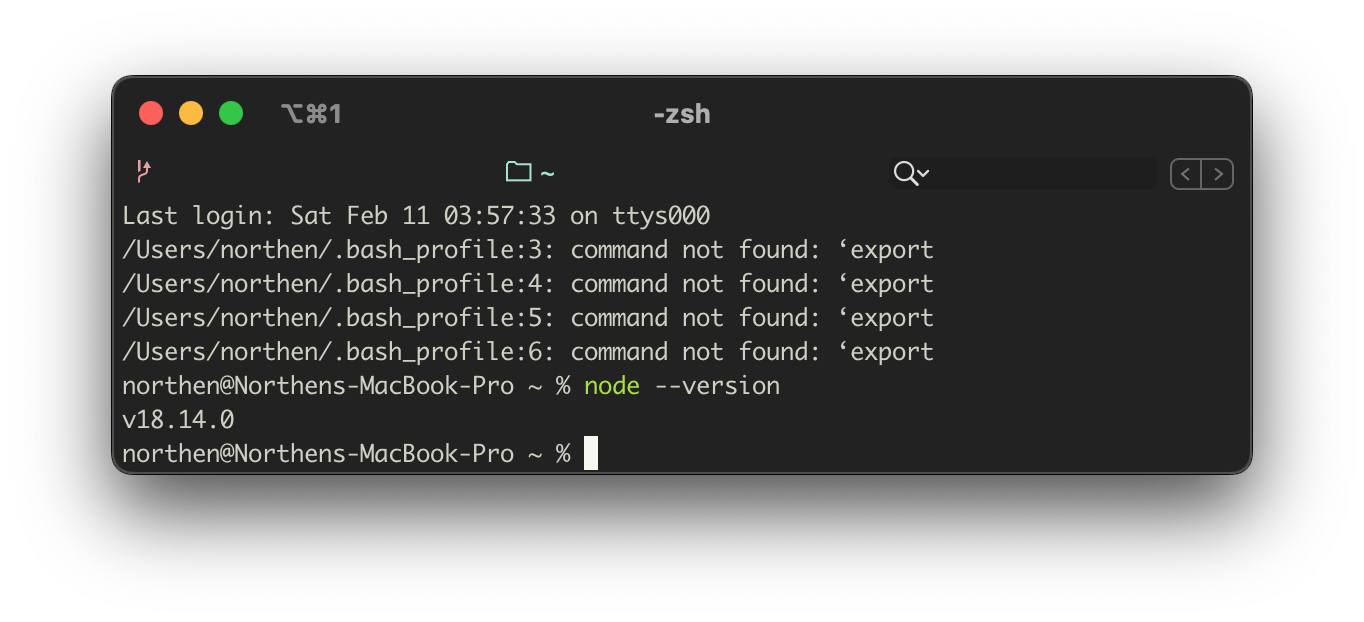 ⌥⌘1
-zsh
~
Last login: Sat Feb 11 03:57:33 on ttys000
/Users/northen/.bash_profile:3: command not found: ‘export
/Users/northen/.bash_profile:4: command not found: ‘export
/Users/northen/.bash_profile:5: command not found: ‘export
/Users/northen/.bash_profile:6: command not found: ‘export
northen@Northens-MacBook-Pro ~ % node --version
v18.14.0
northen@Northens-MacBook-Pro ~ %